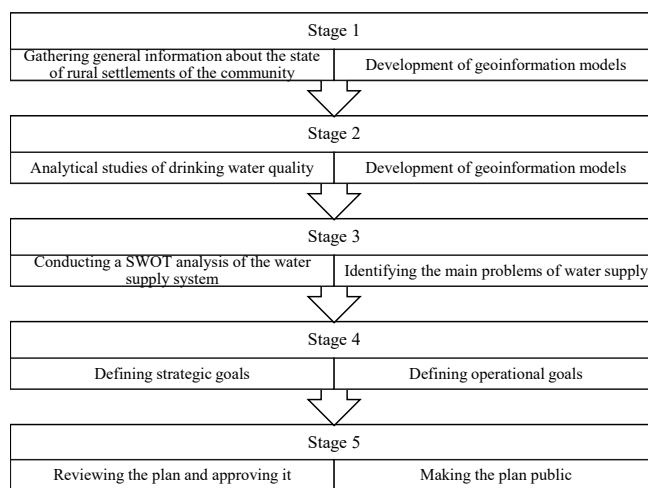 Stage 1
Gathering general information about the state
of rural settlements of the community
Development of geoinformation models
Stage 2
Analytical studies of drinking water quality
Development of geoinformation models
Stage 3
Conducting a SWOT analysis of the water
supply system
Identifying the main problems of water supply
Stage 4
Defining strategic goals
Defining operational goals
Stage 5
Reviewing the plan and approving it
Making the plan public